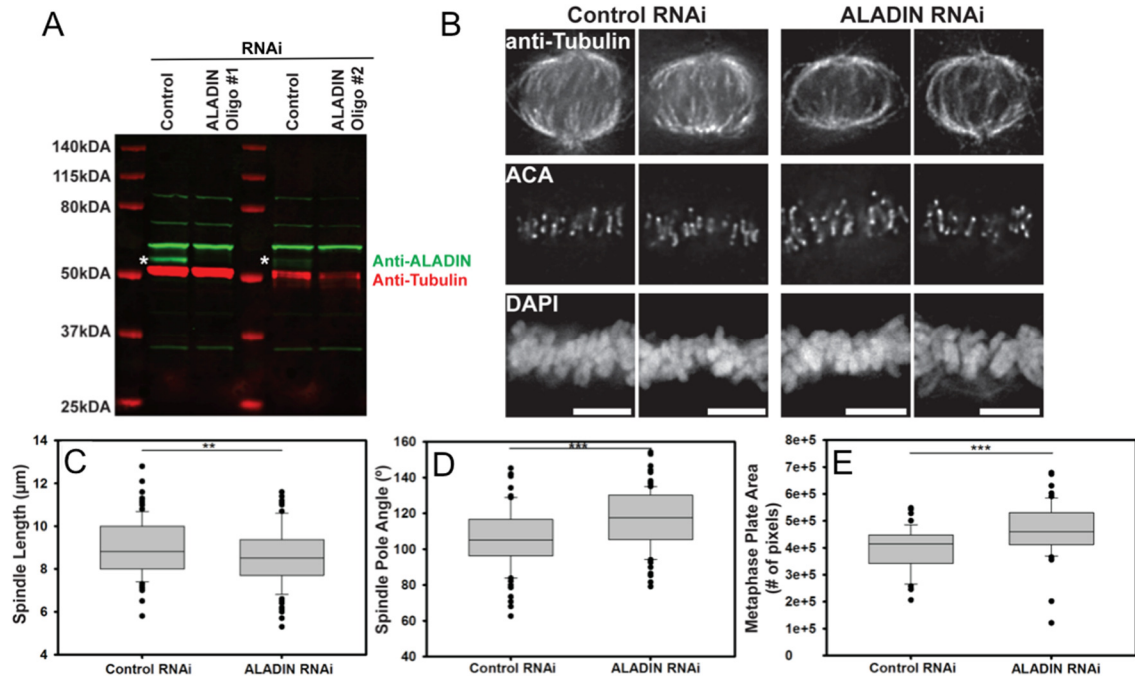 A
RNAi
Control
ALADIN
Oligo #1
Control
ALADIN
Oligo #2
140kDA
115kDA
80kDA
50kDA
37kDA
25kDA
*
*
Anti-ALADIN
Anti-Tubulin
B
Control RNAi
ALADIN RNAi
anti-Tubulin
ACA
DAPI
C
Spindle Length (µm)
14
12
10
8
6
4
**
Control RNAi
ALADIN RNAi
D
Spindle Pole Angle (º)
160
140
120
100
80
60
40
***
Control RNAi
ALADIN RNAi
E
Metaphase Plate Area
(# of pixels)
8e+5
7e+5
6e+5
5e+5
4e+5
3e+5
2e+5
1e+5
0
***
Control RNAi
ALADIN RNAi